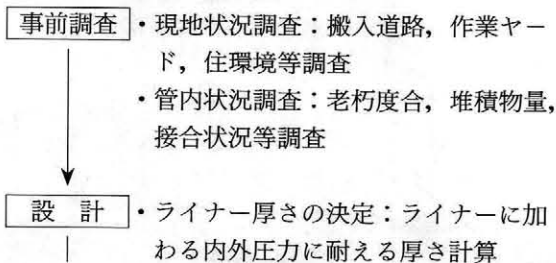 事前調査・現地状況調査：搬入道路，作業ヤー
ド，住環境等調査
・管内状況調査：老朽度合，堆積物量，
接合状況等調査
設　計・ライナー厚さの決定：ライナーに加
わる内外圧力に耐える厚さ計算